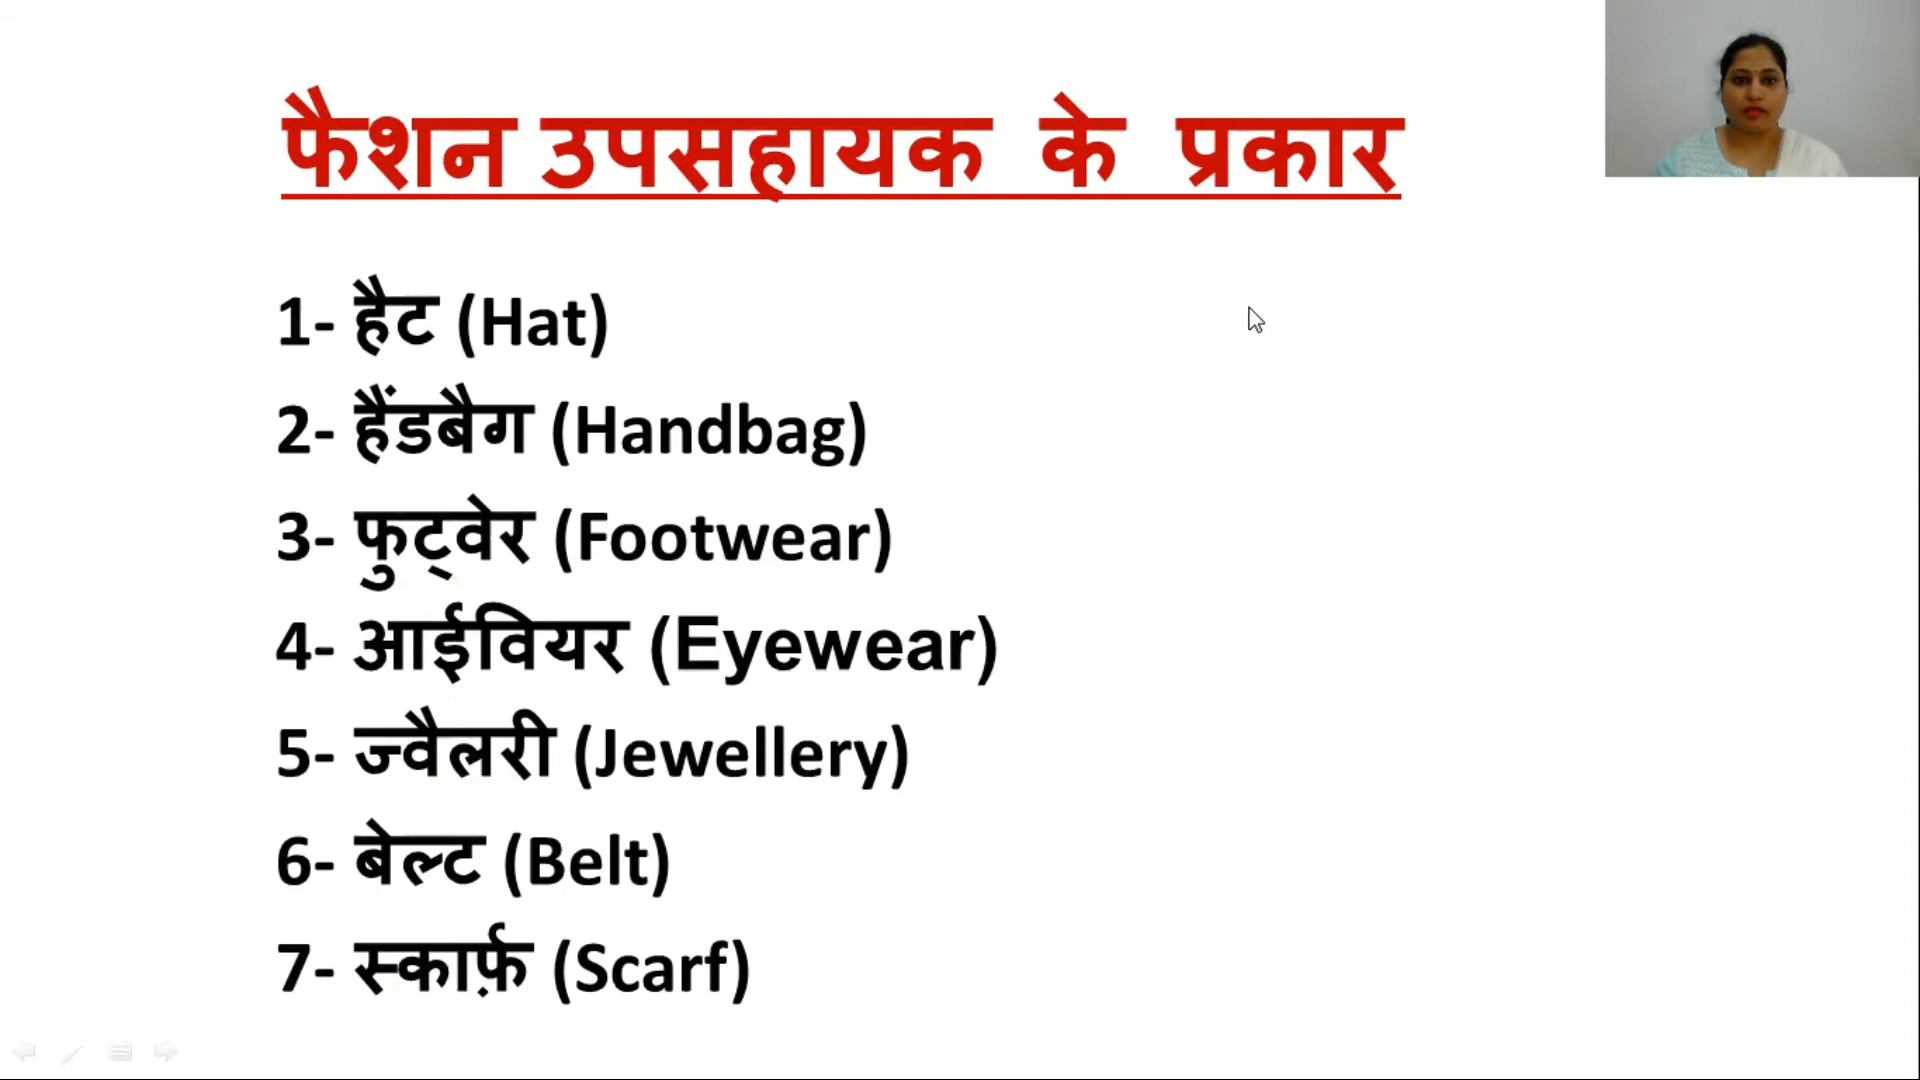 फैशन उपसहायक के प्रकार
1- हैट (Hat)
2- हैंडबैग (Handbag)
3- फुट्वेर (Footwear)
4- आईवियर (Eyewear)
5- ज्वैलरी (Jewellery)
6- बेल्ट (Belt)
7- स्कार्फ़ (Scarf)